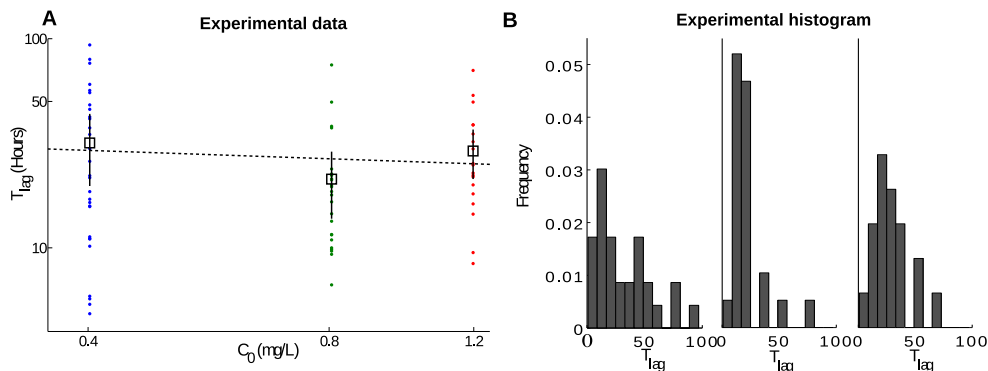 A
Experimental data
100
50
10
T_lag (Hours)
0.4
0.8
1.2
C_0 (mg/L)
B
Experimental histogram
Frequency
0.05
0.04
0.03
0.02
0.01
0
0 50 100
0 50 100
0 50 100
T_lag
T_lag
T_lag